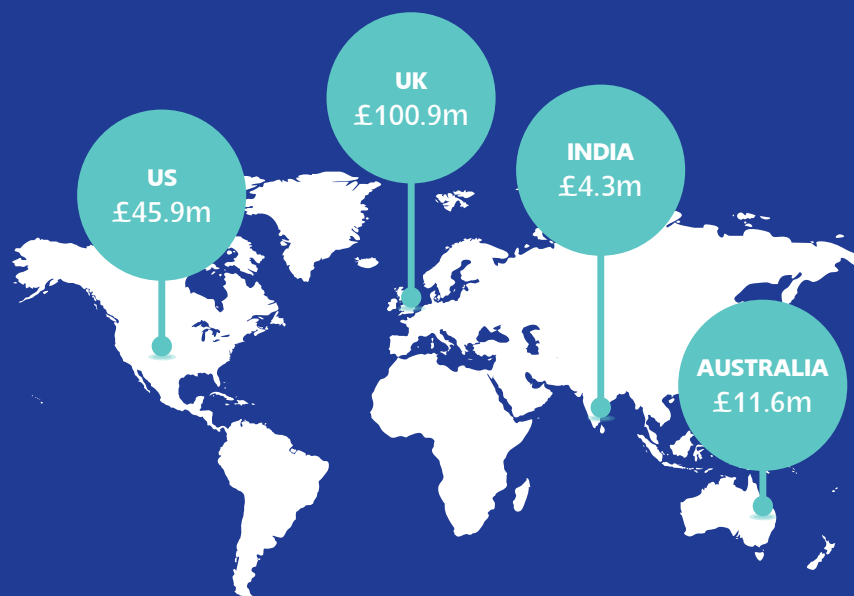 UK
£100.9m
INDIA
£4.3m
US
£45.9m
AUSTRALIA
£11.6m